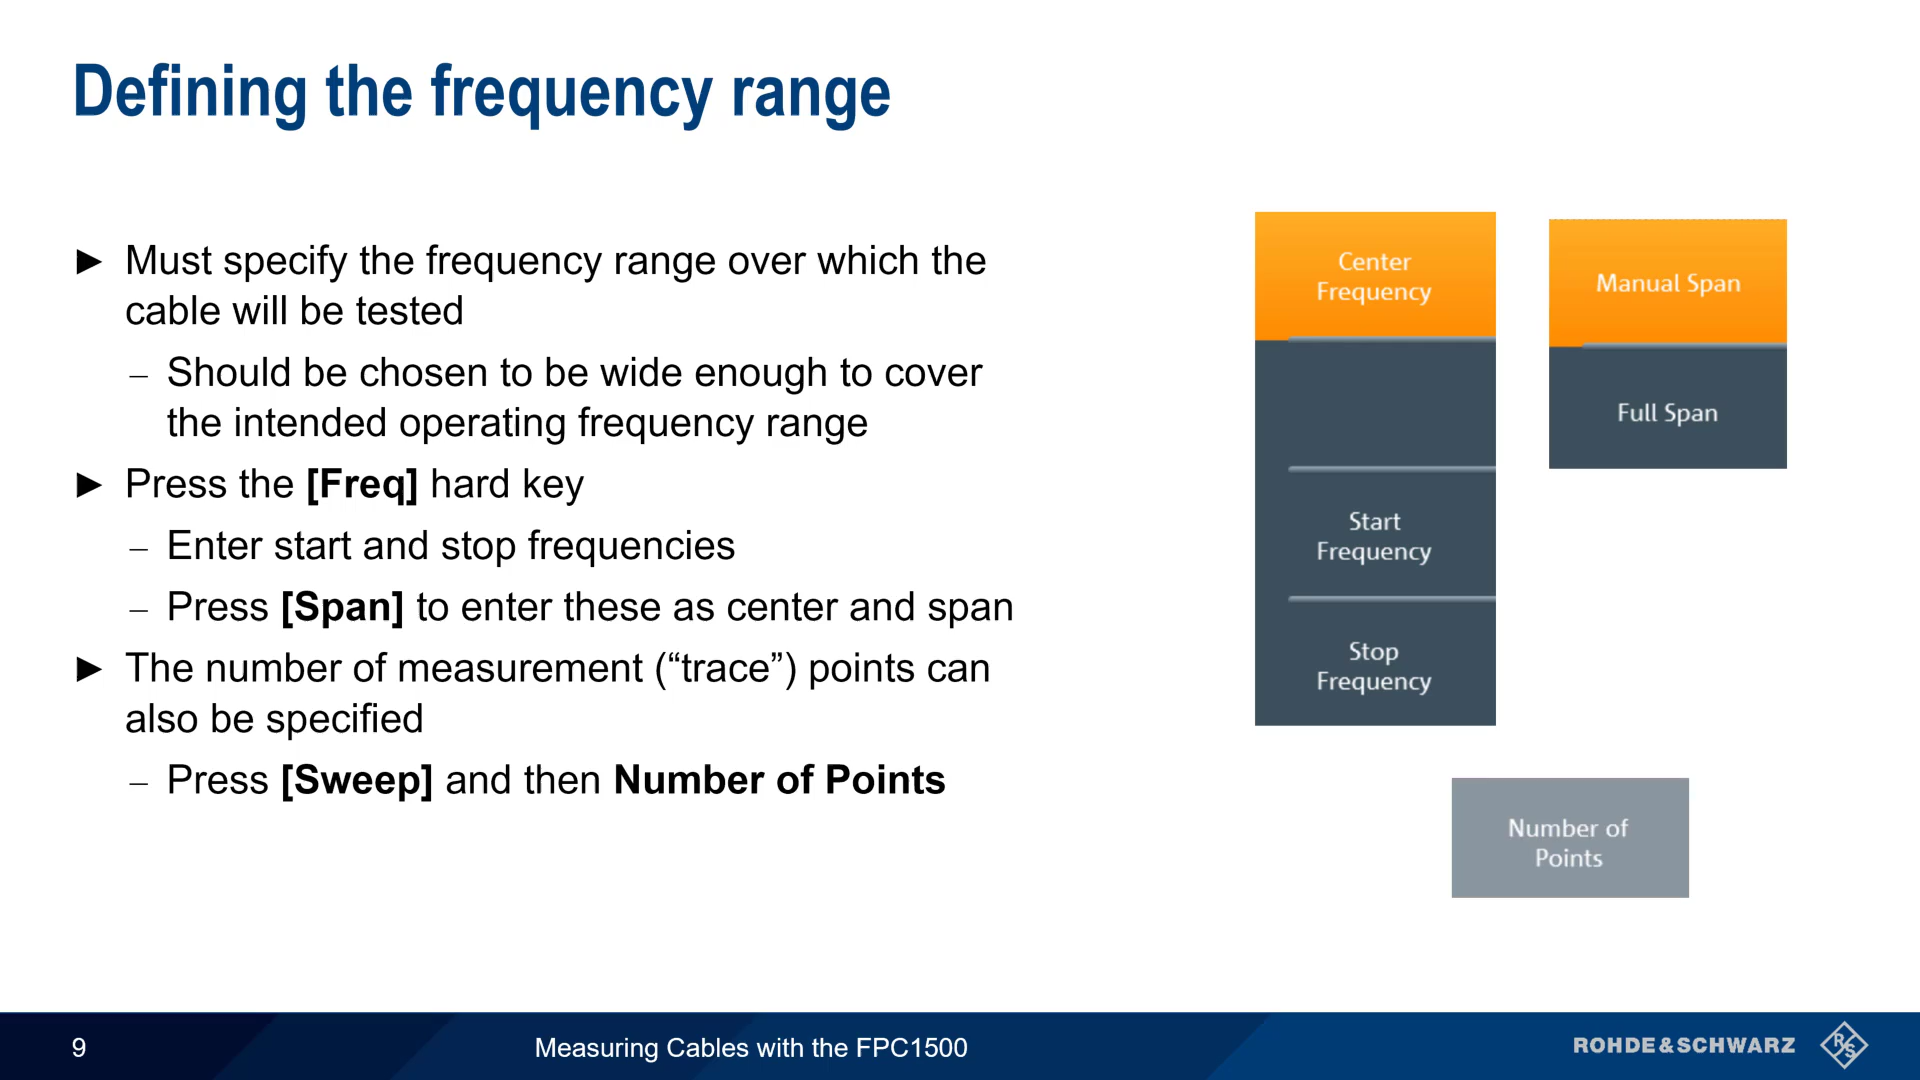 Defining the frequency range
► Must specify the frequency range over which the
cable will be tested
– Should be chosen to be wide enough to cover
the intended operating frequency range
► Press the [Freq] hard key
– Enter start and stop frequencies
– Press [Span] to enter these as center and span
► The number of measurement (“trace”) points can
also be specified
– Press [Sweep] and then Number of Points
Center
Frequency
Start
Frequency
Stop
Frequency
Manual Span
Full Span
Number of
Points
9
Measuring Cables with the FPC1500
ROHDE&SCHWARZ
R&S